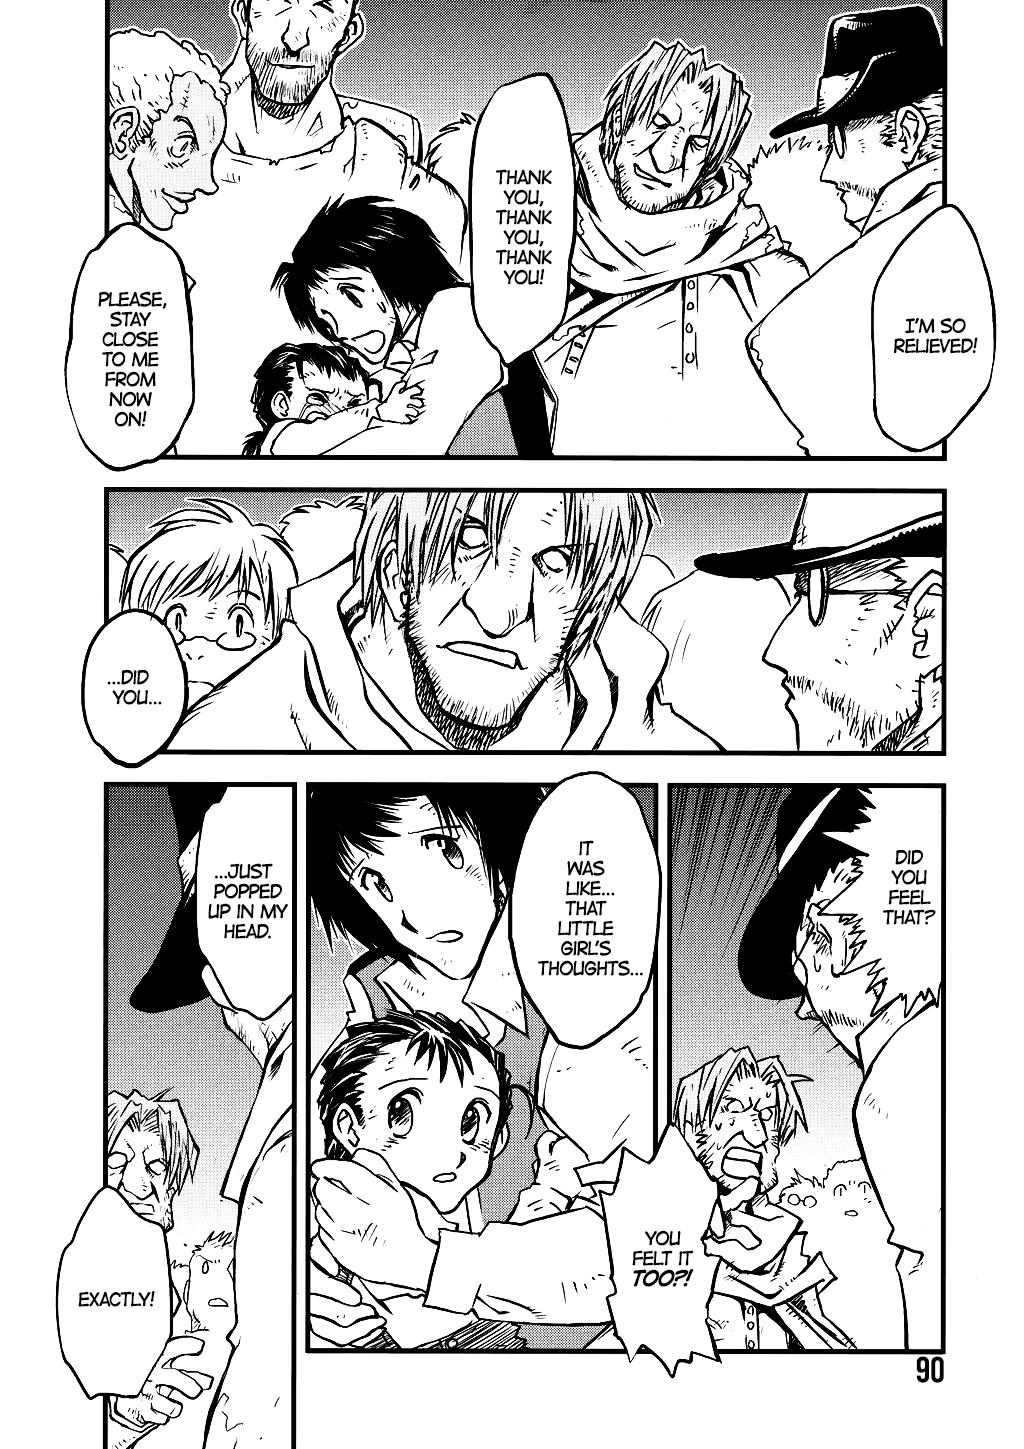 I'M SO
RELIEVED!
THANK
YOU,
THANK
YOU,
THANK
YOU!
PLEASE,
STAY
CLOSE
TO ME
FROM
NOW
ON!
...DID
YOU...
DID
YOU
FEEL
THAT?
YOU
FELT IT
TOO?!
IT
WAS
LIKE...
THAT
LITTLE
GIRL'S
THOUGHTS...
...JUST
POPPED
UP IN MY
HEAD.
EXACTLY!
90